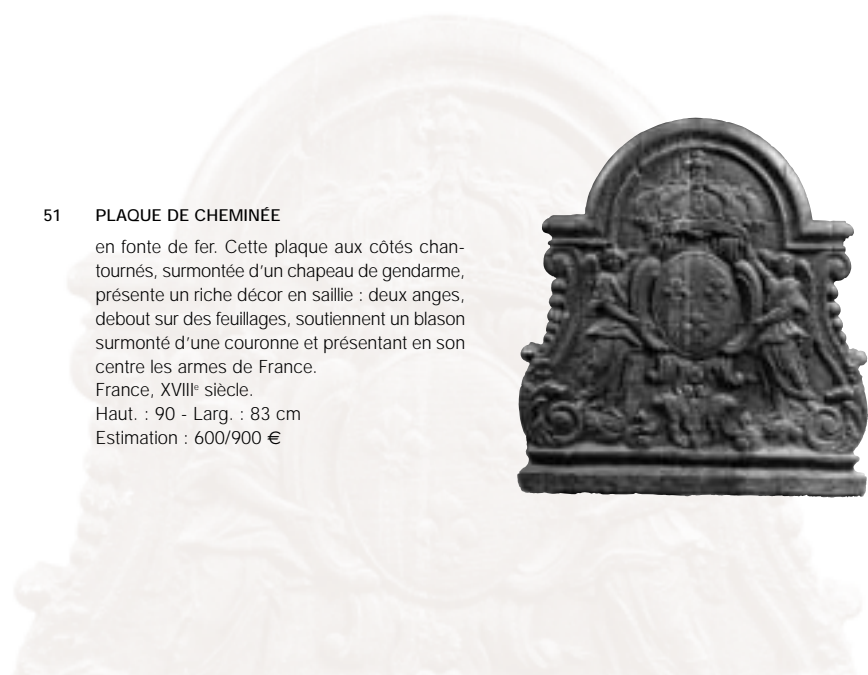 51 PLAQUE DE CHEMINÉE
en fonte de fer. Cette plaque aux côtés chan-
tournés, surmontée d'un chapeau de gendarme,
présente un riche décor en saillie : deux anges,
debout sur des feuillages, soutiennent un blason
surmonté d'une couronne et présentant en son
centre les armes de France.
France, XVIIIe siècle.
Haut. : 90 - Larg. : 83 cm
Estimation : 600/900 €